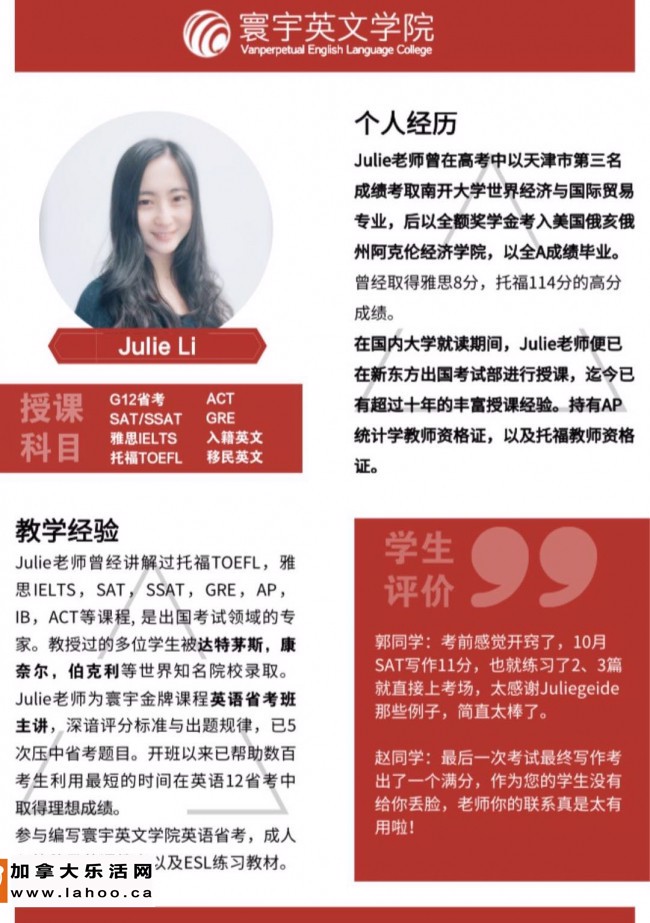 寰宇英文学院
Vanperpetual English Language College
Julie Li
授课
科目
G12省考
SAT/SSAT
雅思IELTS
托福TOEFL
ACT
GRE
入籍英文
移民英文
个人经历
Julie老师曾在高考中以天津市第三名
成绩考取南开大学世界经济与国际贸易
专业，后以全额奖学金考入美国俄亥俄
州阿克伦经济学院，以全A成绩毕业。
曾经取得雅思8分，托福114分的高分
成绩。
在国内大学就读期间，Julie老师便已
在新东方出国考试部进行授课，迄今已
有超过十年的丰富授课经验。持有AP
统计学教师资格证，以及托福教师资格
证。
教学经验
Julie老师曾经讲解过托福TOEFL，雅
思IELTS，SAT，SSAT，GRE，AP，
IB，ACT等课程, 是出国考试领域的专
家。教授过的多位学生被达特茅斯，康
奈尔，伯克利等世界知名院校录取。
Julie老师为寰宇金牌课程英语省考班
主讲，深谙评分标准与出题规律，已5
次压中省考题目。开班以来已帮助数百
考生利用最短的时间在英语12省考中
取得理想成绩。
参与编写寰宇英文学院英语省考，成人
以及ESL练习教材。
学生
评价
郭同学：考前感觉开窍了，10月
SAT写作11分，也就练习了2、3篇
就直接上考场，太感谢Juliegeide
那些例子，简直太棒了。
赵同学：最后一次考试最终写作考
出了一个满分，作为您的学生没有
给你丢脸，老师你的联系真是太有
用啦！
加拿大乐活网
www.lahoo.ca